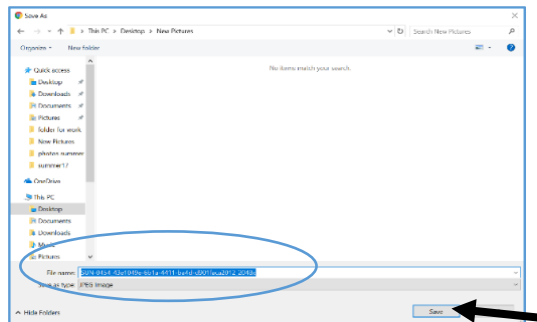 Save As
This PC > Desktop > New Pictures
Search New Pictures
Organize
New folder
No items match your search.
Quick access
Desktop
Downloads
Documents
Pictures
folder for work
New Pictures
photos summer
summer17
OneDrive
This PC
Desktop
Documents
Downloads
Music
Pictures
File name:
Save as type: JPEG Image
Hide Folders
Save